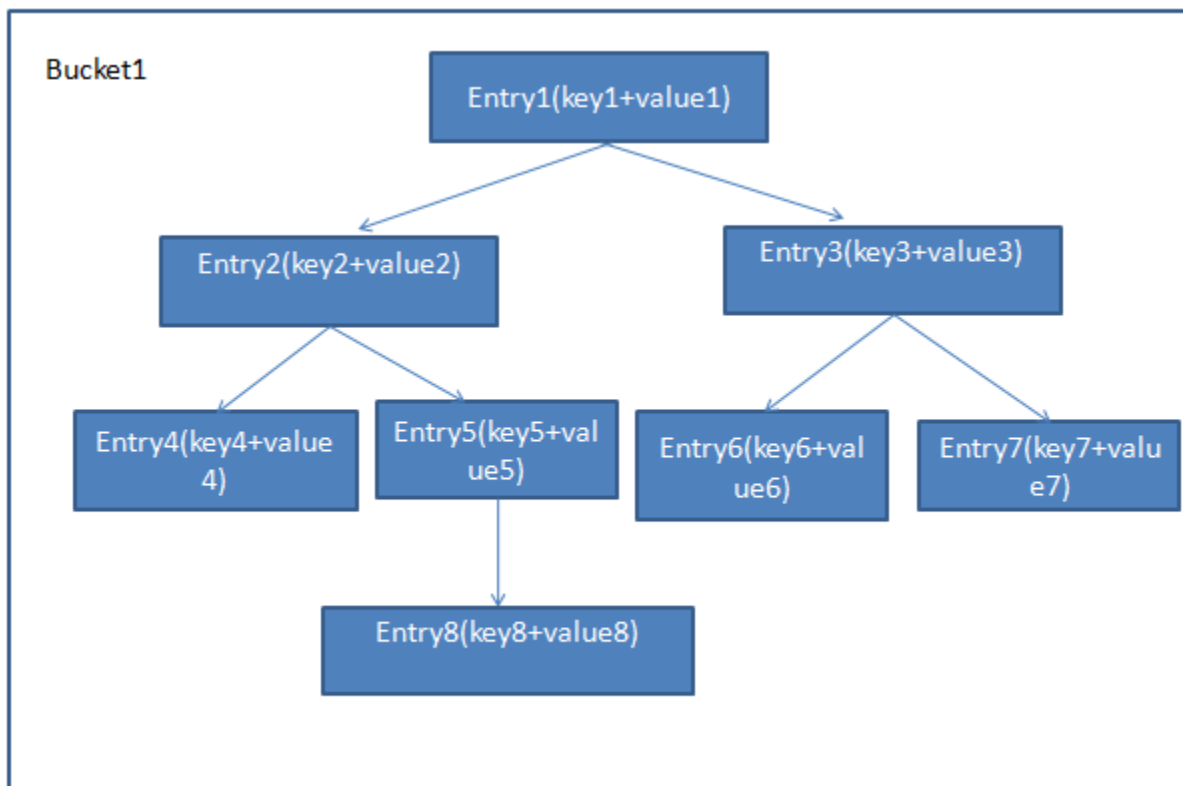 Bucket1
Entry1(key1+value1)
Entry2(key2+value2)
Entry3(key3+value3)
Entry4(key4+value
4)
Entry5(key5+val
ue5)
Entry6(key6+val
ue6)
Entry7(key7+valu
e7)
Entry8(key8+value8)